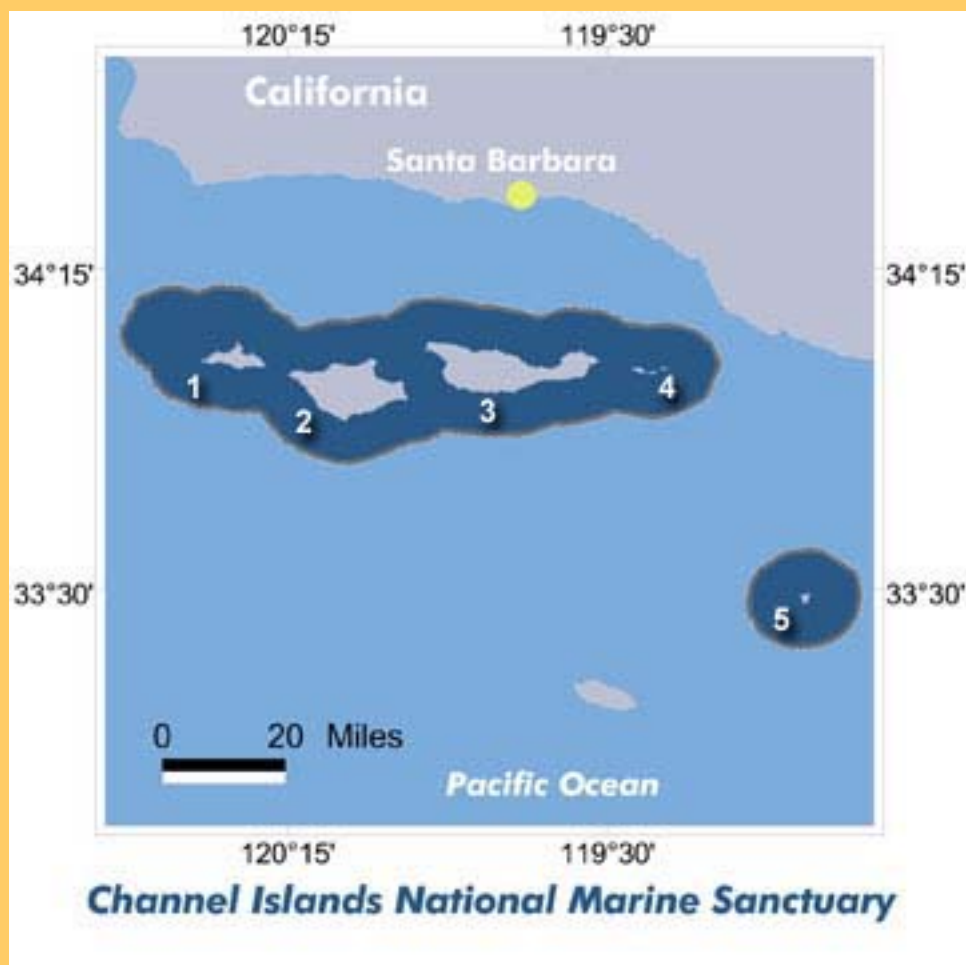 120°15' 119°30'
California
Santa Barbara
34°15' 34°15'
1 2 3 4
33°30' 33°30'
5
0 20 Miles
Pacific Ocean
120°15' 119°30'
Channel Islands National Marine Sanctuary